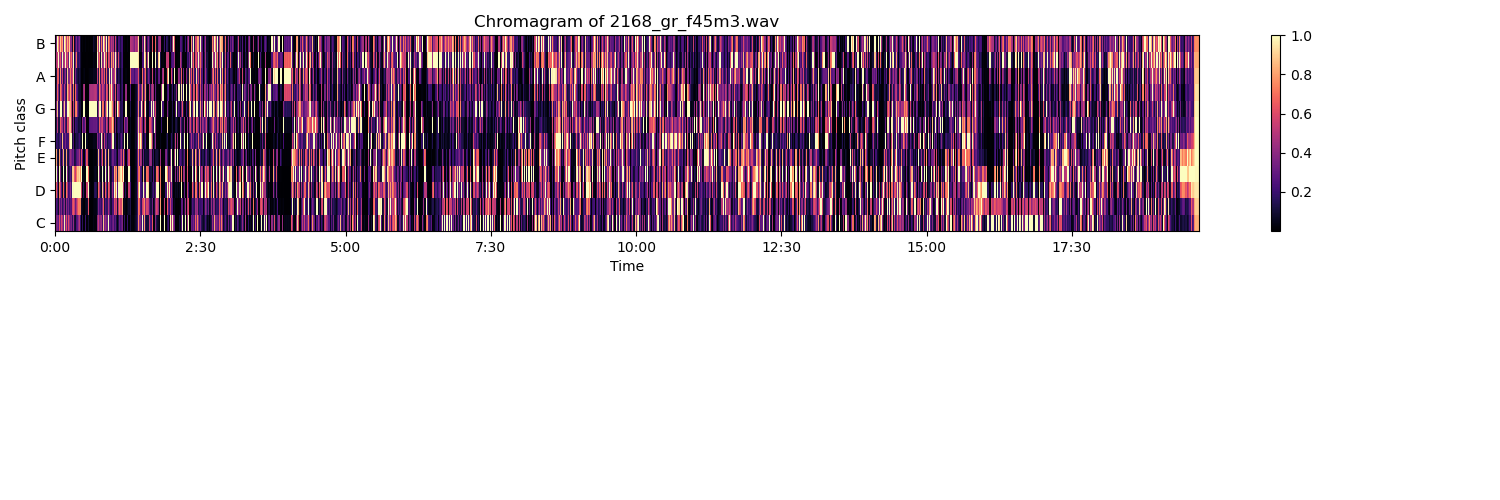 Chromagram of 2168_gr_f45m3.wav
Pitch class
B
A
G
F
E
D
C
0:00 2:30 5:00 7:30 10:00 12:30 15:00 17:30
Time
1.0
0.8
0.6
0.4
0.2